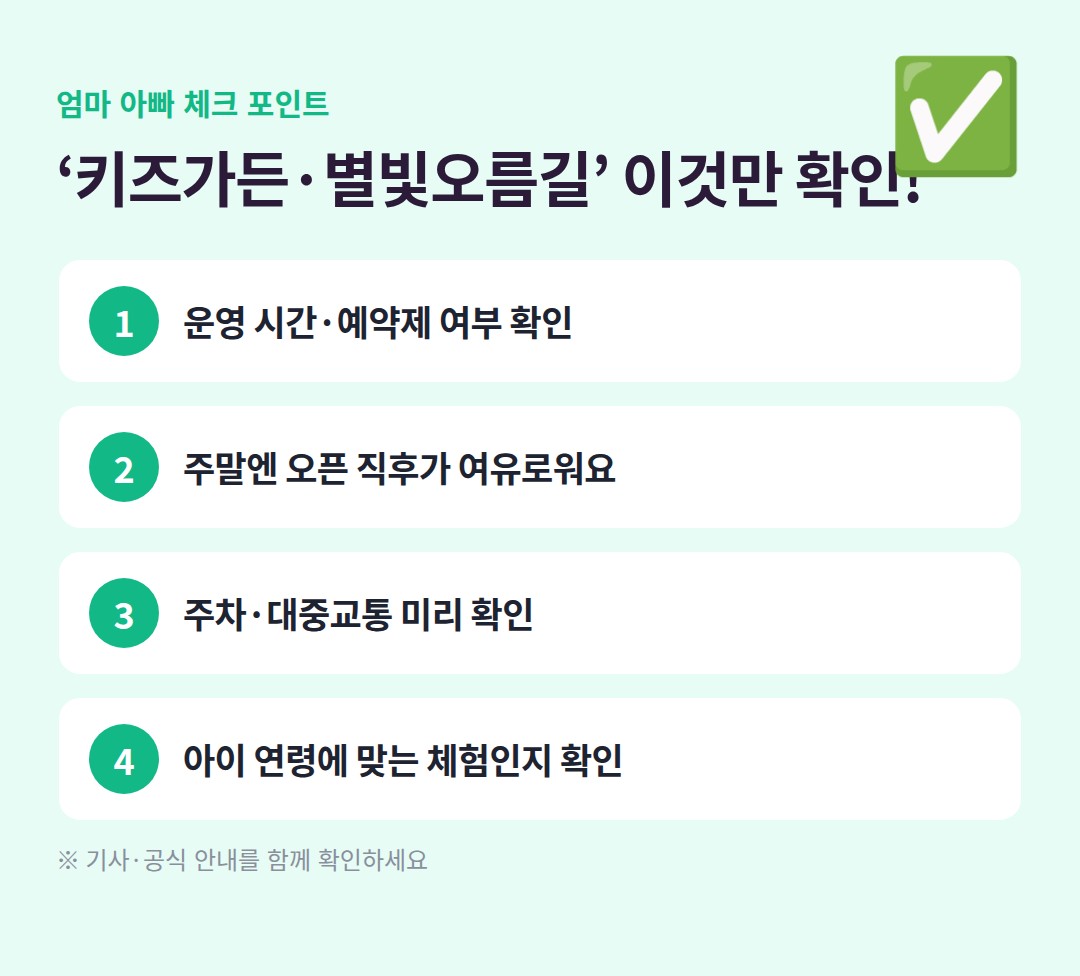 엄마 아빠 체크 포인트
‘키즈가든·별빛오름길’ 이것만 확인!
1 운영 시간·예약제 여부 확인
2 주말엔 오픈 직후가 여유로워요
3 주차·대중교통 미리 확인
4 아이 연령에 맞는 체험인지 확인
※ 기사·공식 안내를 함께 확인하세요